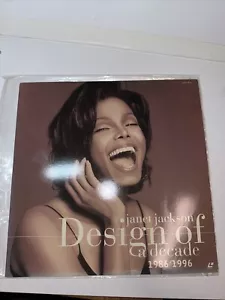 janet jackson
Design of
a decade
1986/1996